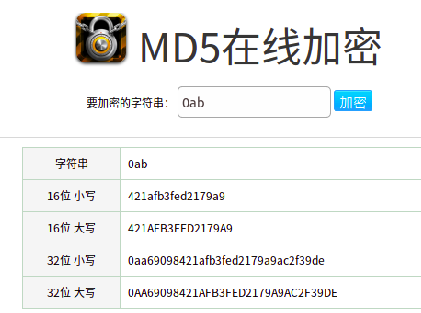 MD5在线加密
要加密的字符串: 0ab 加密
字符串 0ab
16位 小写 421afb3fed2179a9
16位 大写 421AFB3FED2179A9
32位 小写 0aa69098421afb3fed2179a9ac2f39de
32位 大写 0AA69098421AFB3FED2179A9AC2F39DE